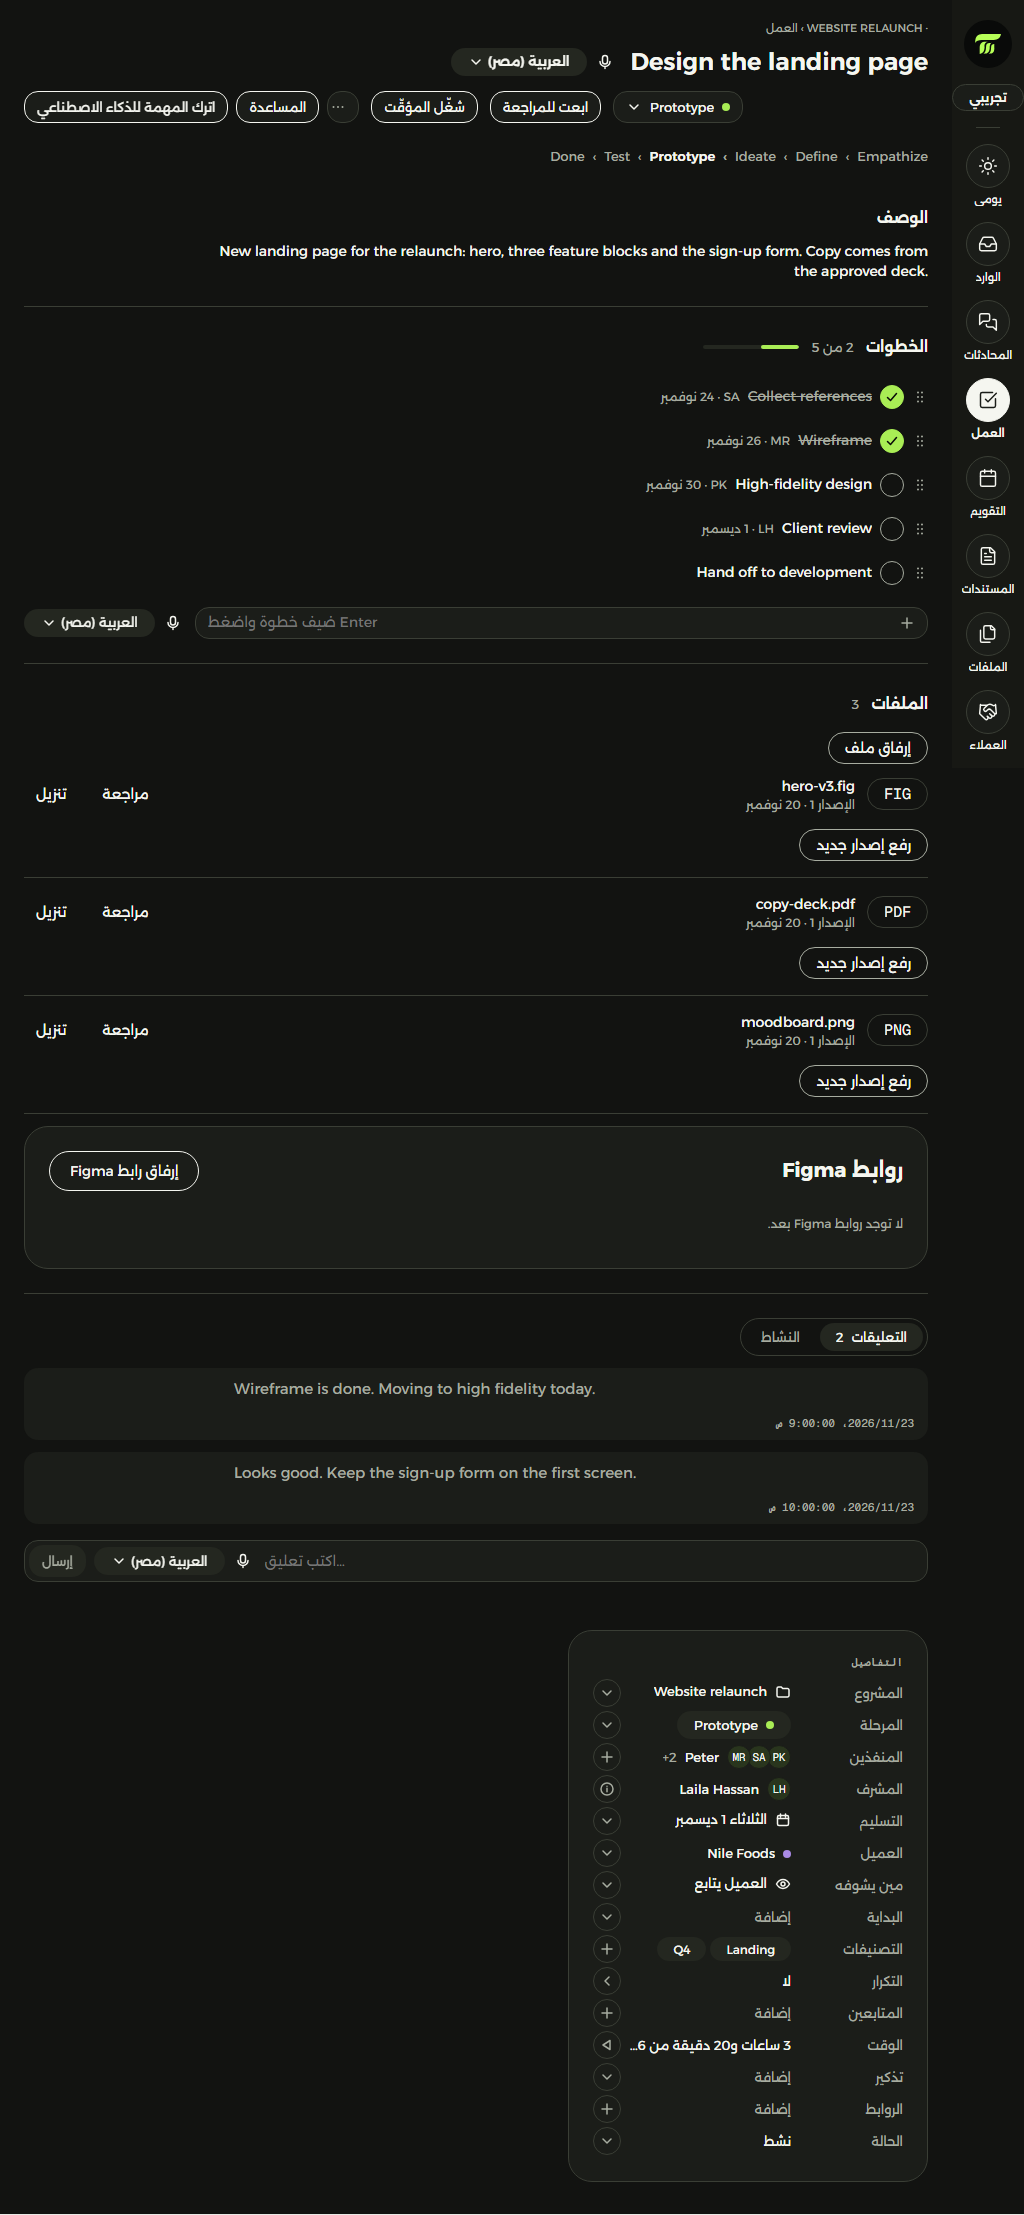 العمل › WEBSITE RELAUNCH ·
Design the landing page
العربية (مصر)
Prototype
ابعت للمراجعة
شغّل المؤقّت
···
المساعدة
اترك المهمة للذكاء الاصطناعي
Empathize › Define › Ideate › Prototype › Test › Done
الوصف
New landing page for the relaunch: hero, three feature blocks and the sign-up form. Copy comes from
the approved deck.
الخطوات
2 من 5
Collect references
SA · 24 نوفمبر
Wireframe
MR · 26 نوفمبر
High-fidelity design
PK · 30 نوفمبر
Client review
LH · 1 ديسمبر
Hand off to development
ضيف خطوة واضغط Enter
العربية (مصر)
الملفات 3
إرفاق ملف
FIG
hero-v3.fig
الإصدار 1 · 20 نوفمبر
مراجعة
تنزيل
رفع إصدار جديد
PDF
copy-deck.pdf
الإصدار 1 · 20 نوفمبر
مراجعة
تنزيل
رفع إصدار جديد
PNG
moodboard.png
الإصدار 1 · 20 نوفمبر
مراجعة
تنزيل
رفع إصدار جديد
روابط Figma
إرفاق رابط Figma
لا توجد روابط Figma بعد.
التعليقات 2
النشاط
Wireframe is done. Moving to high fidelity today.
2026/11/23، 9:00:00 ص
Looks good. Keep the sign-up form on the first screen.
2026/11/23، 10:00:00 ص
اكتب تعليق...
العربية (مصر)
إرسال
التفاصيل
المشروع
Website relaunch
المرحلة
Prototype
المنفذين
PK SA MR Peter +2
المشرف
LH Laila Hassan
التسليم
الثلاثاء 1 ديسمبر
العميل
Nile Foods
مين يشوفه
العميل يتابع
البداية
إضافة
التصنيفات
Landing
Q4
التكرار
لا
المتابعين
إضافة
الوقت
3 ساعات و20 دقيقة من 6...
تذكير
إضافة
الروابط
إضافة
الحالة
نشط
تجريبي
يومي
الوارد
المحادثات
العمل
التقويم
المستندات
الملفات
العملاء